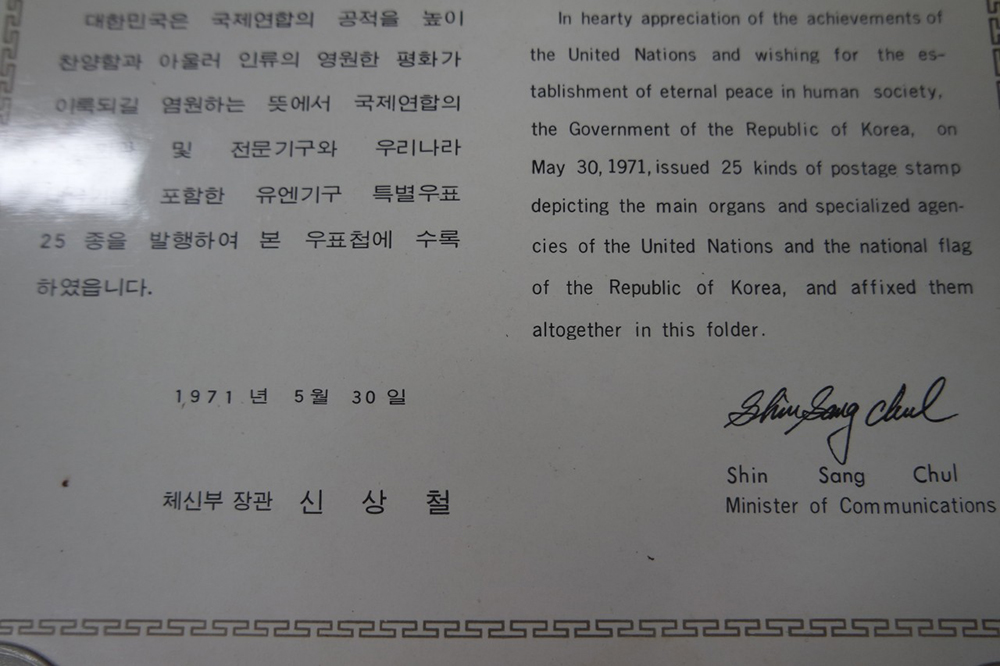 대한민국은 국제연합의 공적을 높이
찬양함과 아울러 인류의 영원한 평화가
이룩되길 염원하는 뜻에서 국제연합의
및 전문기구와 우리나라
포함한 유엔기구 특별우표
25 종을 발행하여 본 우표첩에 수록
하였읍니다.
1971 년 5월 30 일
체신부 장관 신 상 철
In hearty appreciation of the achievements of
the United Nations and wishing for the es-
tablishment of eternal peace in human society,
the Government of the Republic of Korea, on
May 30, 1971, issued 25 kinds of postage stamp
depicting the main organs and specialized agen-
cies of the United Nations and the national flag
of the Republic of Korea, and affixed them
altogether in this folder.
Shin Sang Chul
Shin Sang Chul
Minister of Communications